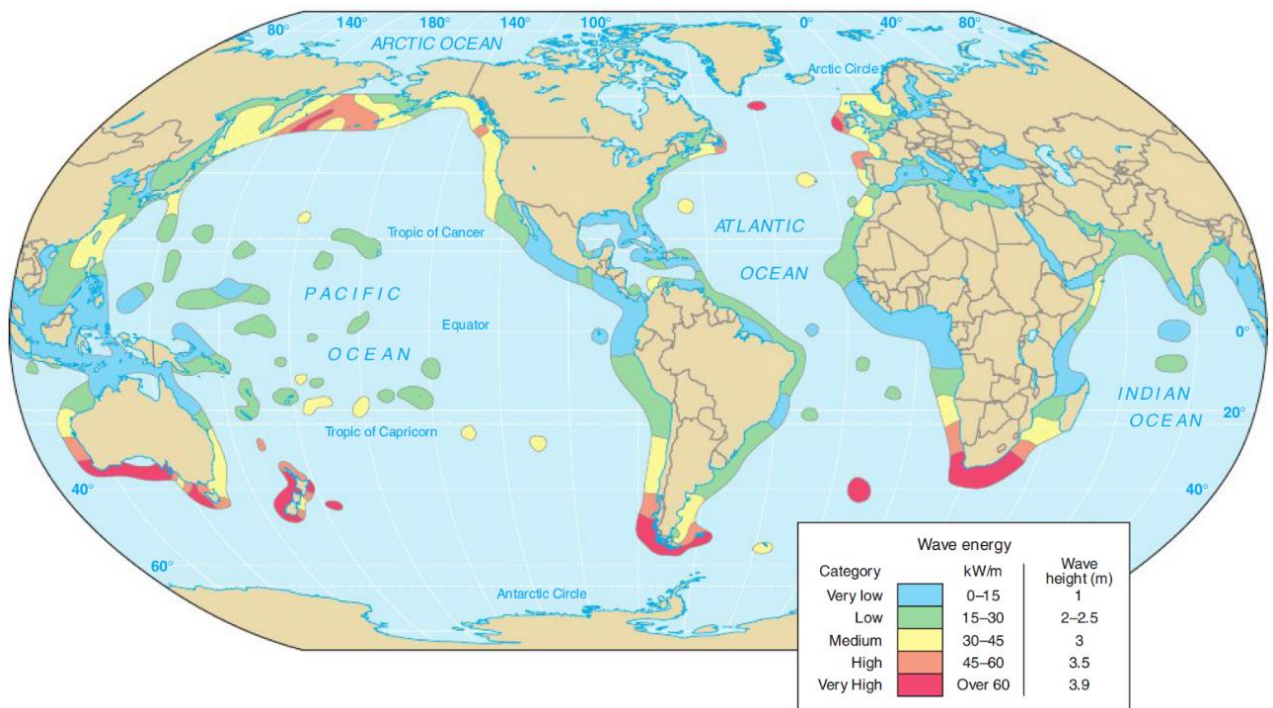 80° 140° 180° 140° 100° 0° 40° 80°
ARCTIC OCEAN
Arctic Circle
ATLANTIC
Tropic of Cancer
OCEAN
PACIFIC
Equator
0°
OCEAN
INDIAN
OCEAN
20°
Tropic of Capricorn
40°
40°
60°
Antarctic Circle
Wave energy
Category kW/m Wave height (m)
Very low 0–15 1
Low 15–30 2–2.5
Medium 30–45 3
High 45–60 3.5
Very High Over 60 3.9